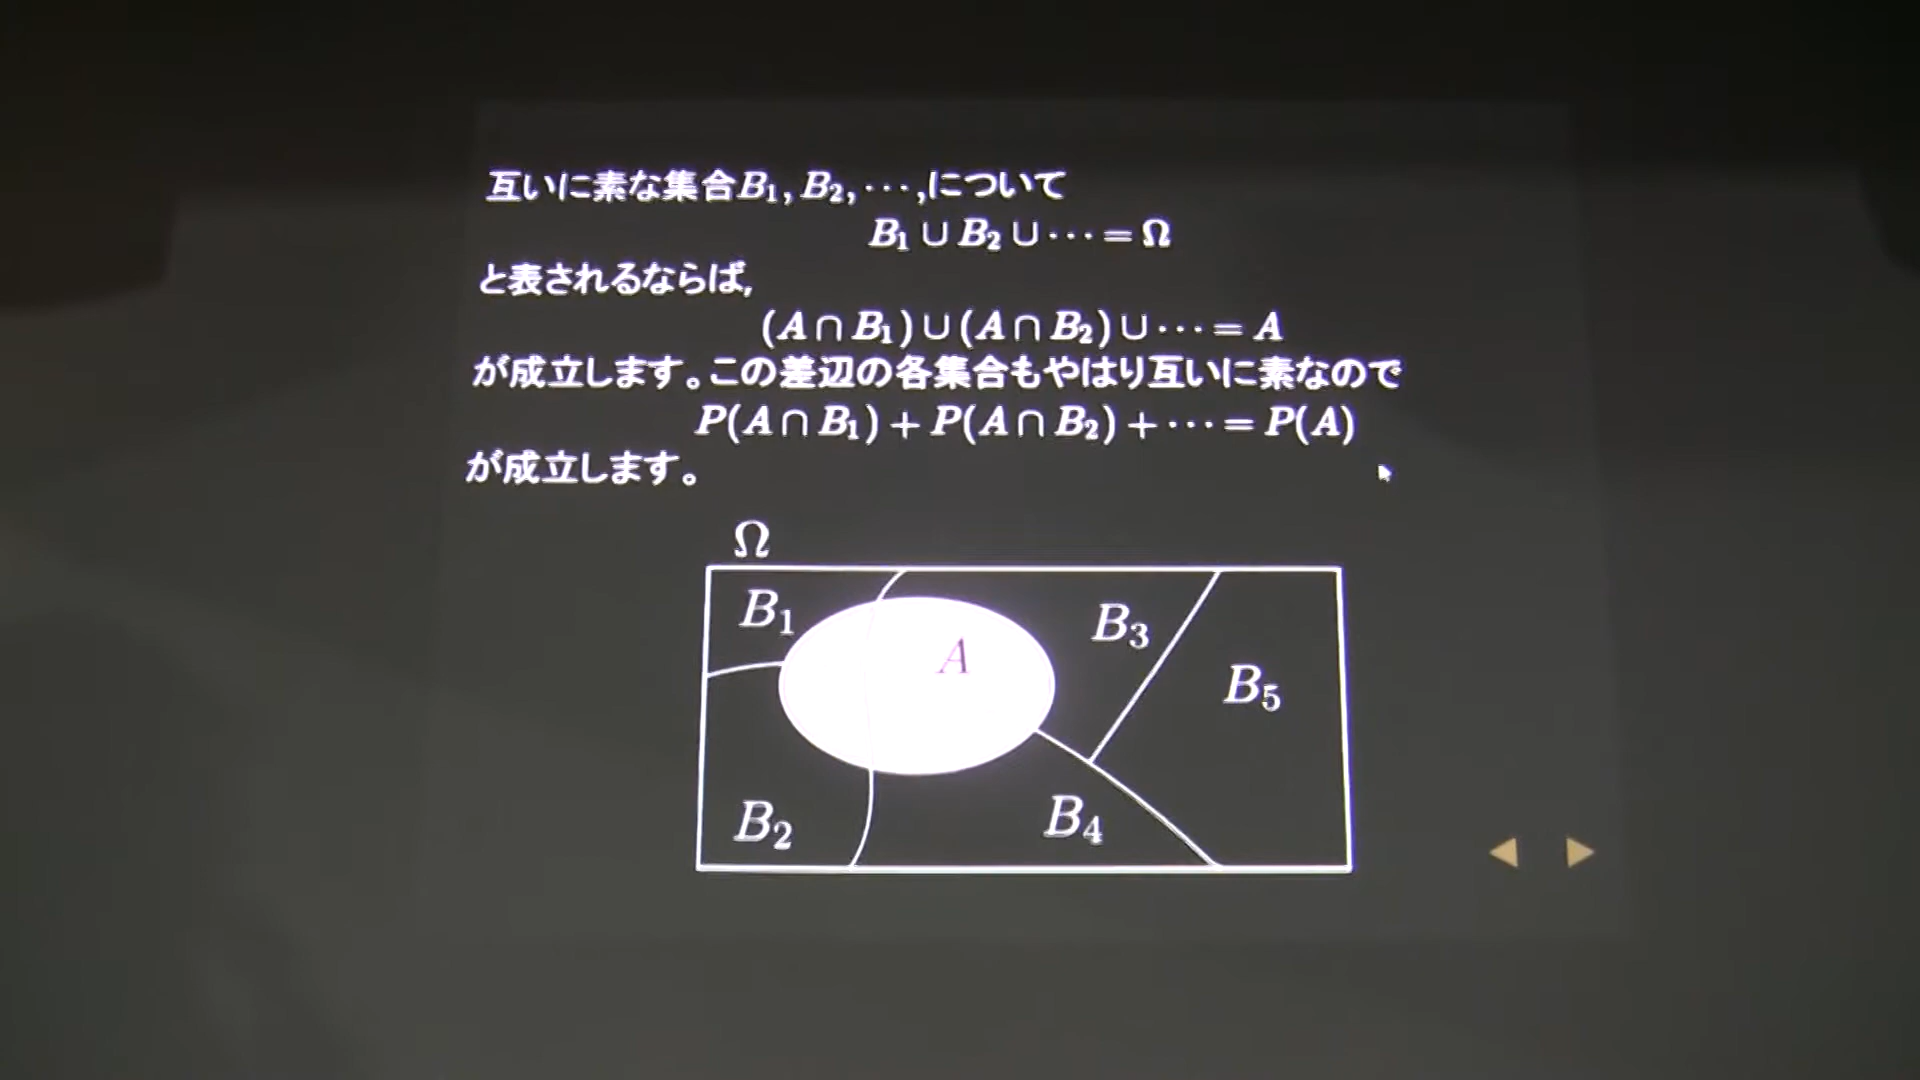 互いに素な集合B₁, B₂, ⋯ ,について
B₁ ∪ B₂ ∪ ⋯ = Ω
と表されるならば,
(A ∩ B₁) ∪ (A ∩ B₂) ∪ ⋯ = A
が成立します。この差辺の各集合もやはり互いに素なので
P(A ∩ B₁) + P(A ∩ B₂) + ⋯ = P(A)
が成立します。
Ω
B₁
A
B₃
B₅
B₂
B₄